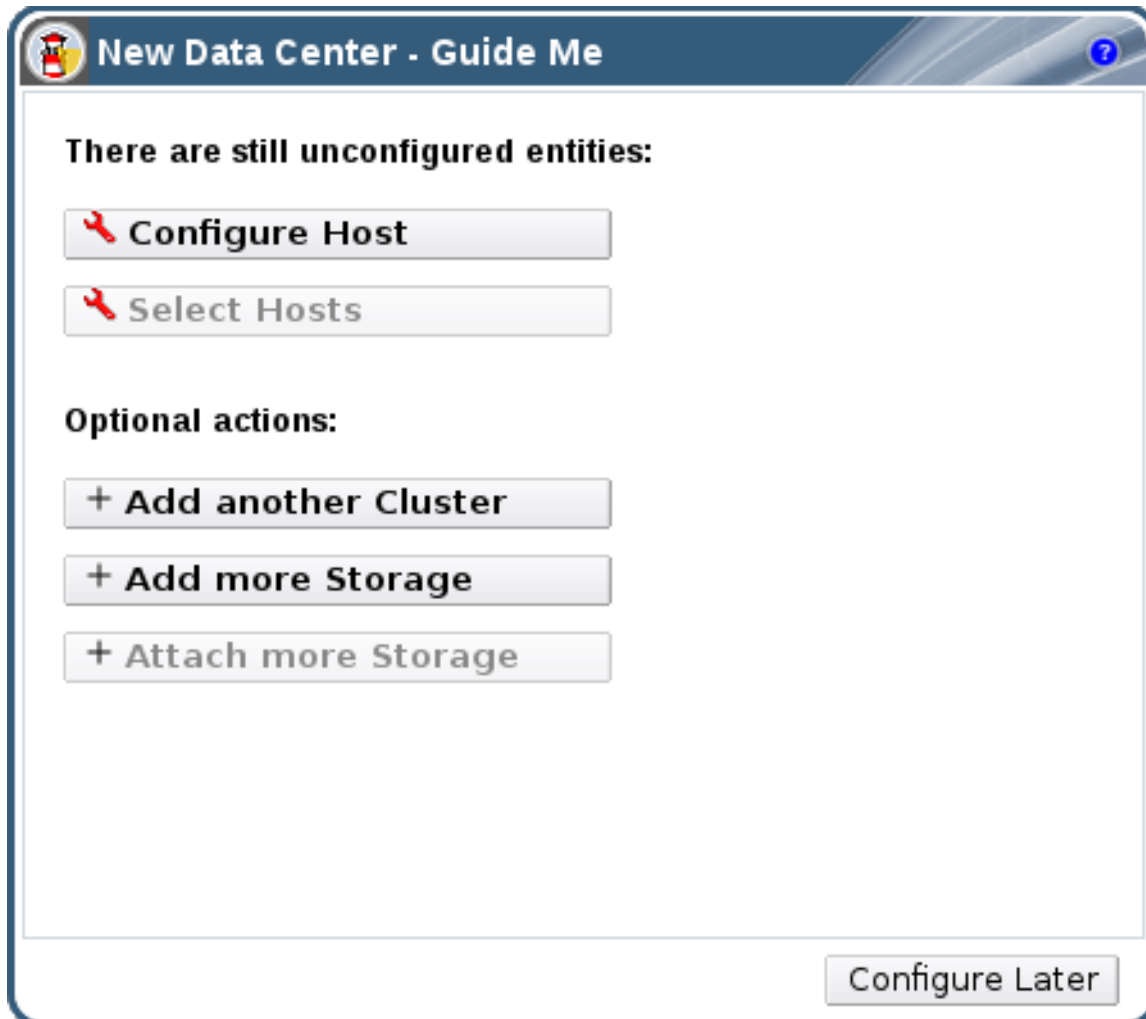 New Data Center - Guide Me
?
There are still unconfigured entities:
Configure Host
Select Hosts
Optional actions:
+ Add another Cluster
+ Add more Storage
+ Attach more Storage
Configure Later